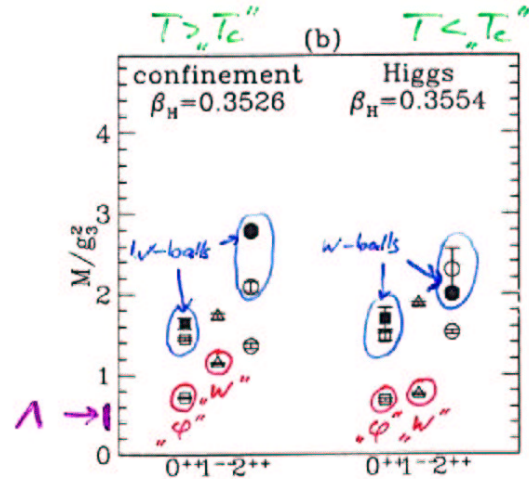 T > „Tc" (b) T < „Tc"
confinement Higgs
βH=0.3526 βH=0.3554
4
3
W-balls W-balls
M/g₃²
2
1
„W"
Λ → „φ" „φ" „W"
0
0⁺⁺1⁻⁻2⁺⁺ 0⁺⁺1⁻⁻2⁺⁺